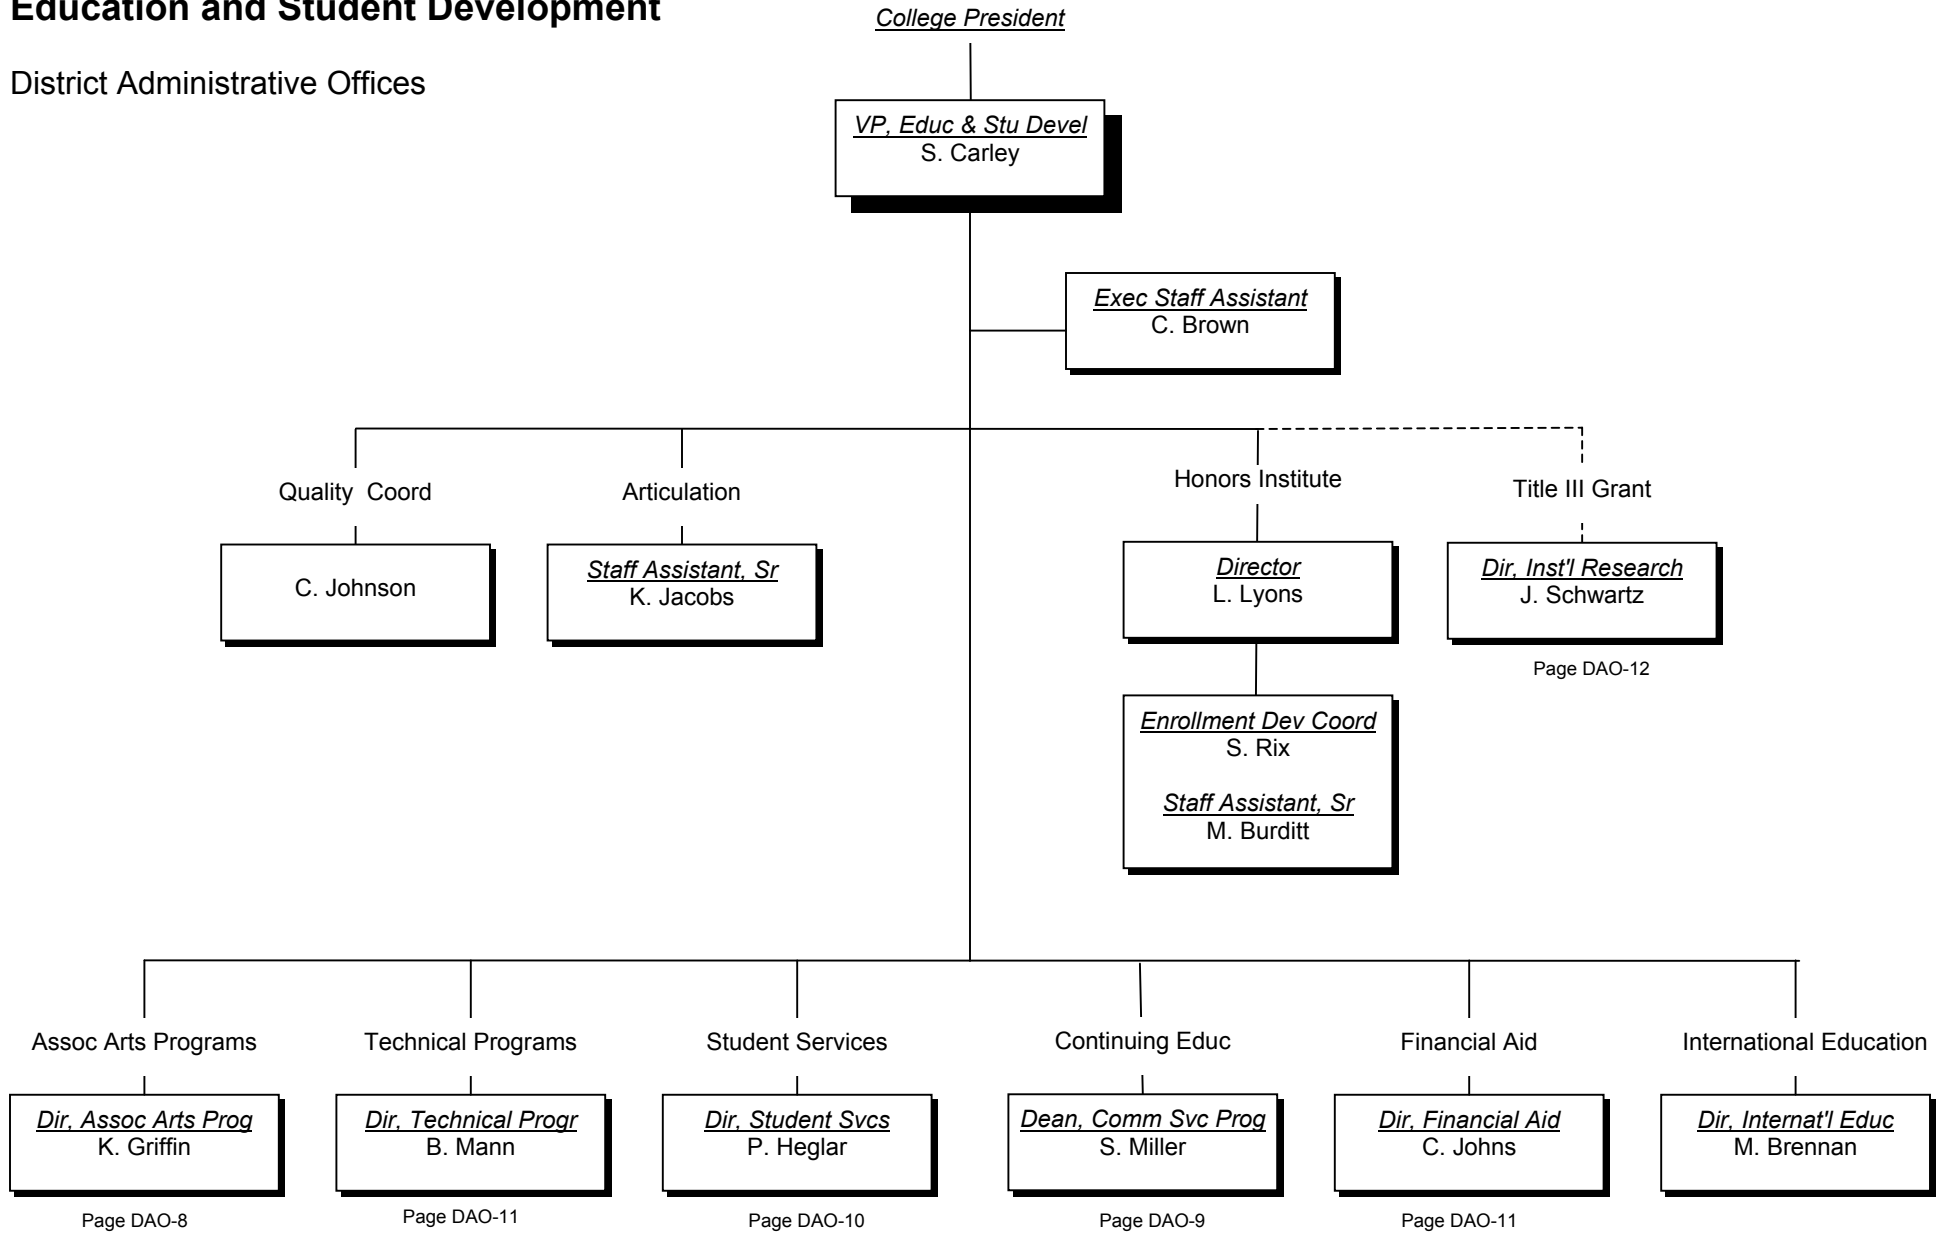 Education and Student Development
College President
District Administrative Offices
VP, Educ & Stu Devel
S. Carley
Exec Staff Assistant
C. Brown
Quality  Coord
Articulation
Honors Institute
Title III Grant
C. Johnson
Staff Assistant, Sr
K. Jacobs
Director
L. Lyons
Dir, Inst'l Research
J. Schwartz
Page DAO-12
Enrollment Dev Coord
S. Rix
Staff Assistant, Sr
M. Burditt
Assoc Arts Programs
Technical Programs
Student Services
Continuing Educ
Financial Aid
International Education
Dir, Assoc Arts Prog
K. Griffin
Dir, Technical Progr
B. Mann
Dir, Student Svcs
P. Heglar
Dean, Comm Svc Prog
S. Miller
Dir, Financial Aid
C. Johns
Dir, Internat'l Educ
M. Brennan
Page DAO-8
Page DAO-11
Page DAO-10
Page DAO-9
Page DAO-11